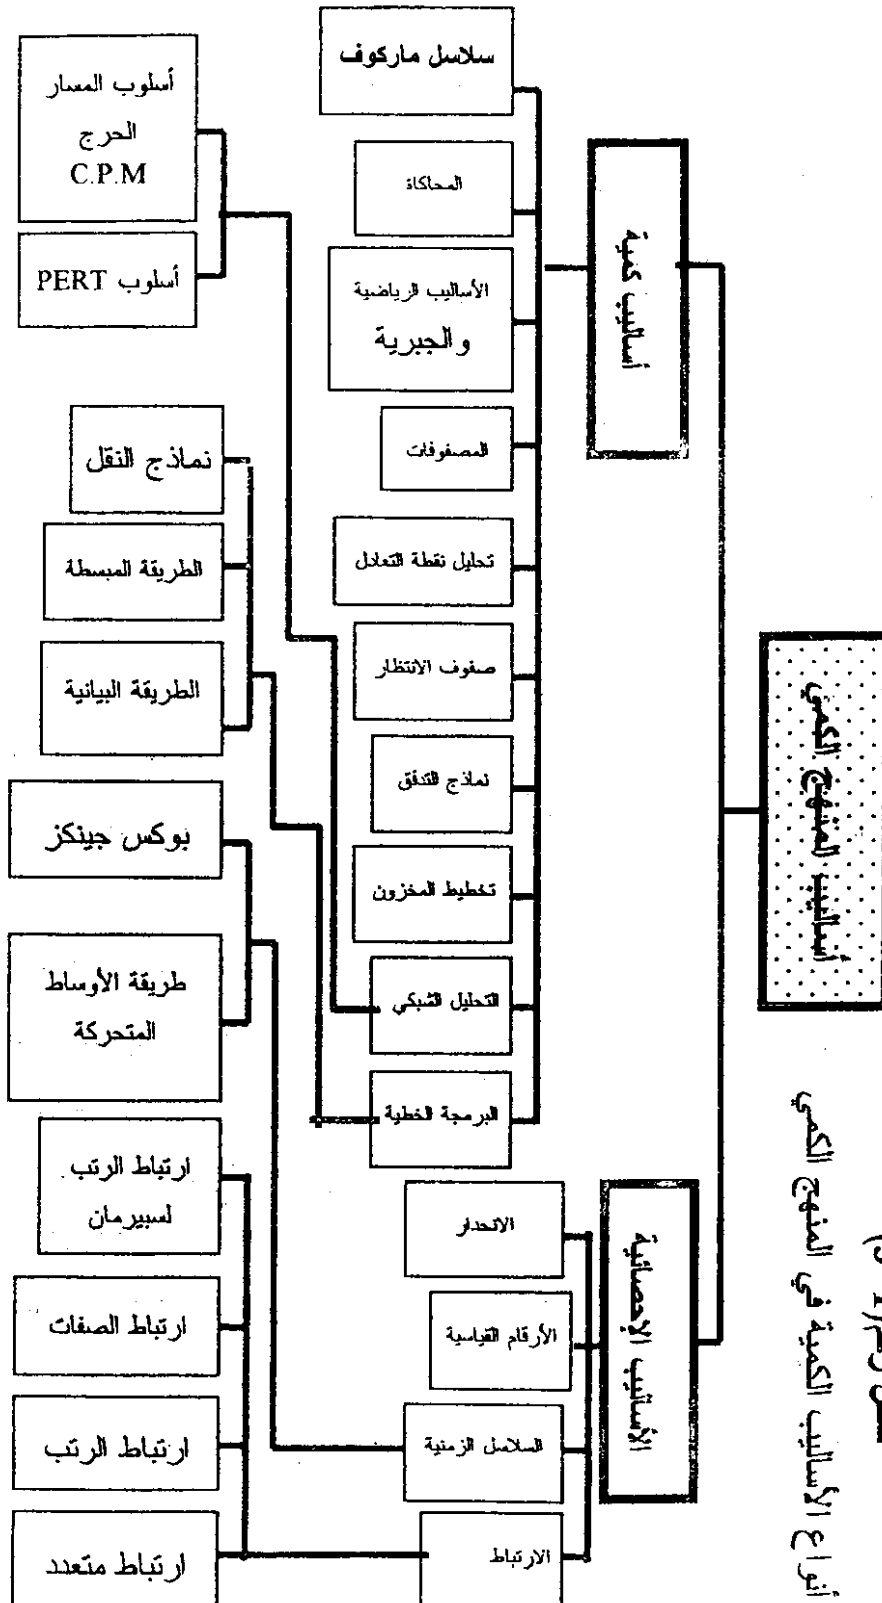 أنواع الأساليب الكمية في المنهج الكمي
أساليب المنهج الكمي
أساليب كمية
سلاسل ماركوف
المحاكاة
الأساليب الرياضية
والجبرية
المصفوفات
تحليل نقطة التعادل
صفوف الانتظار
نماذج التدفق
تخطيط المخزون
التحليل الشبكي
البرمجة الخطية
أسلوب المسار
الحرج
C.P.M
أسلوب PERT
نماذج النقل
الطريقة المبسطة
الطريقة البيانية
الأساليب الإحصائية
الانحدار
الأرقام القياسية
السلاسل الزمنية
الارتباط
بوكس جينكز
طريقة الأوساط
المتحركة
ارتباط الرتب
لسبيرمان
ارتباط الصفات
ارتباط الرتب
ارتباط متعدد